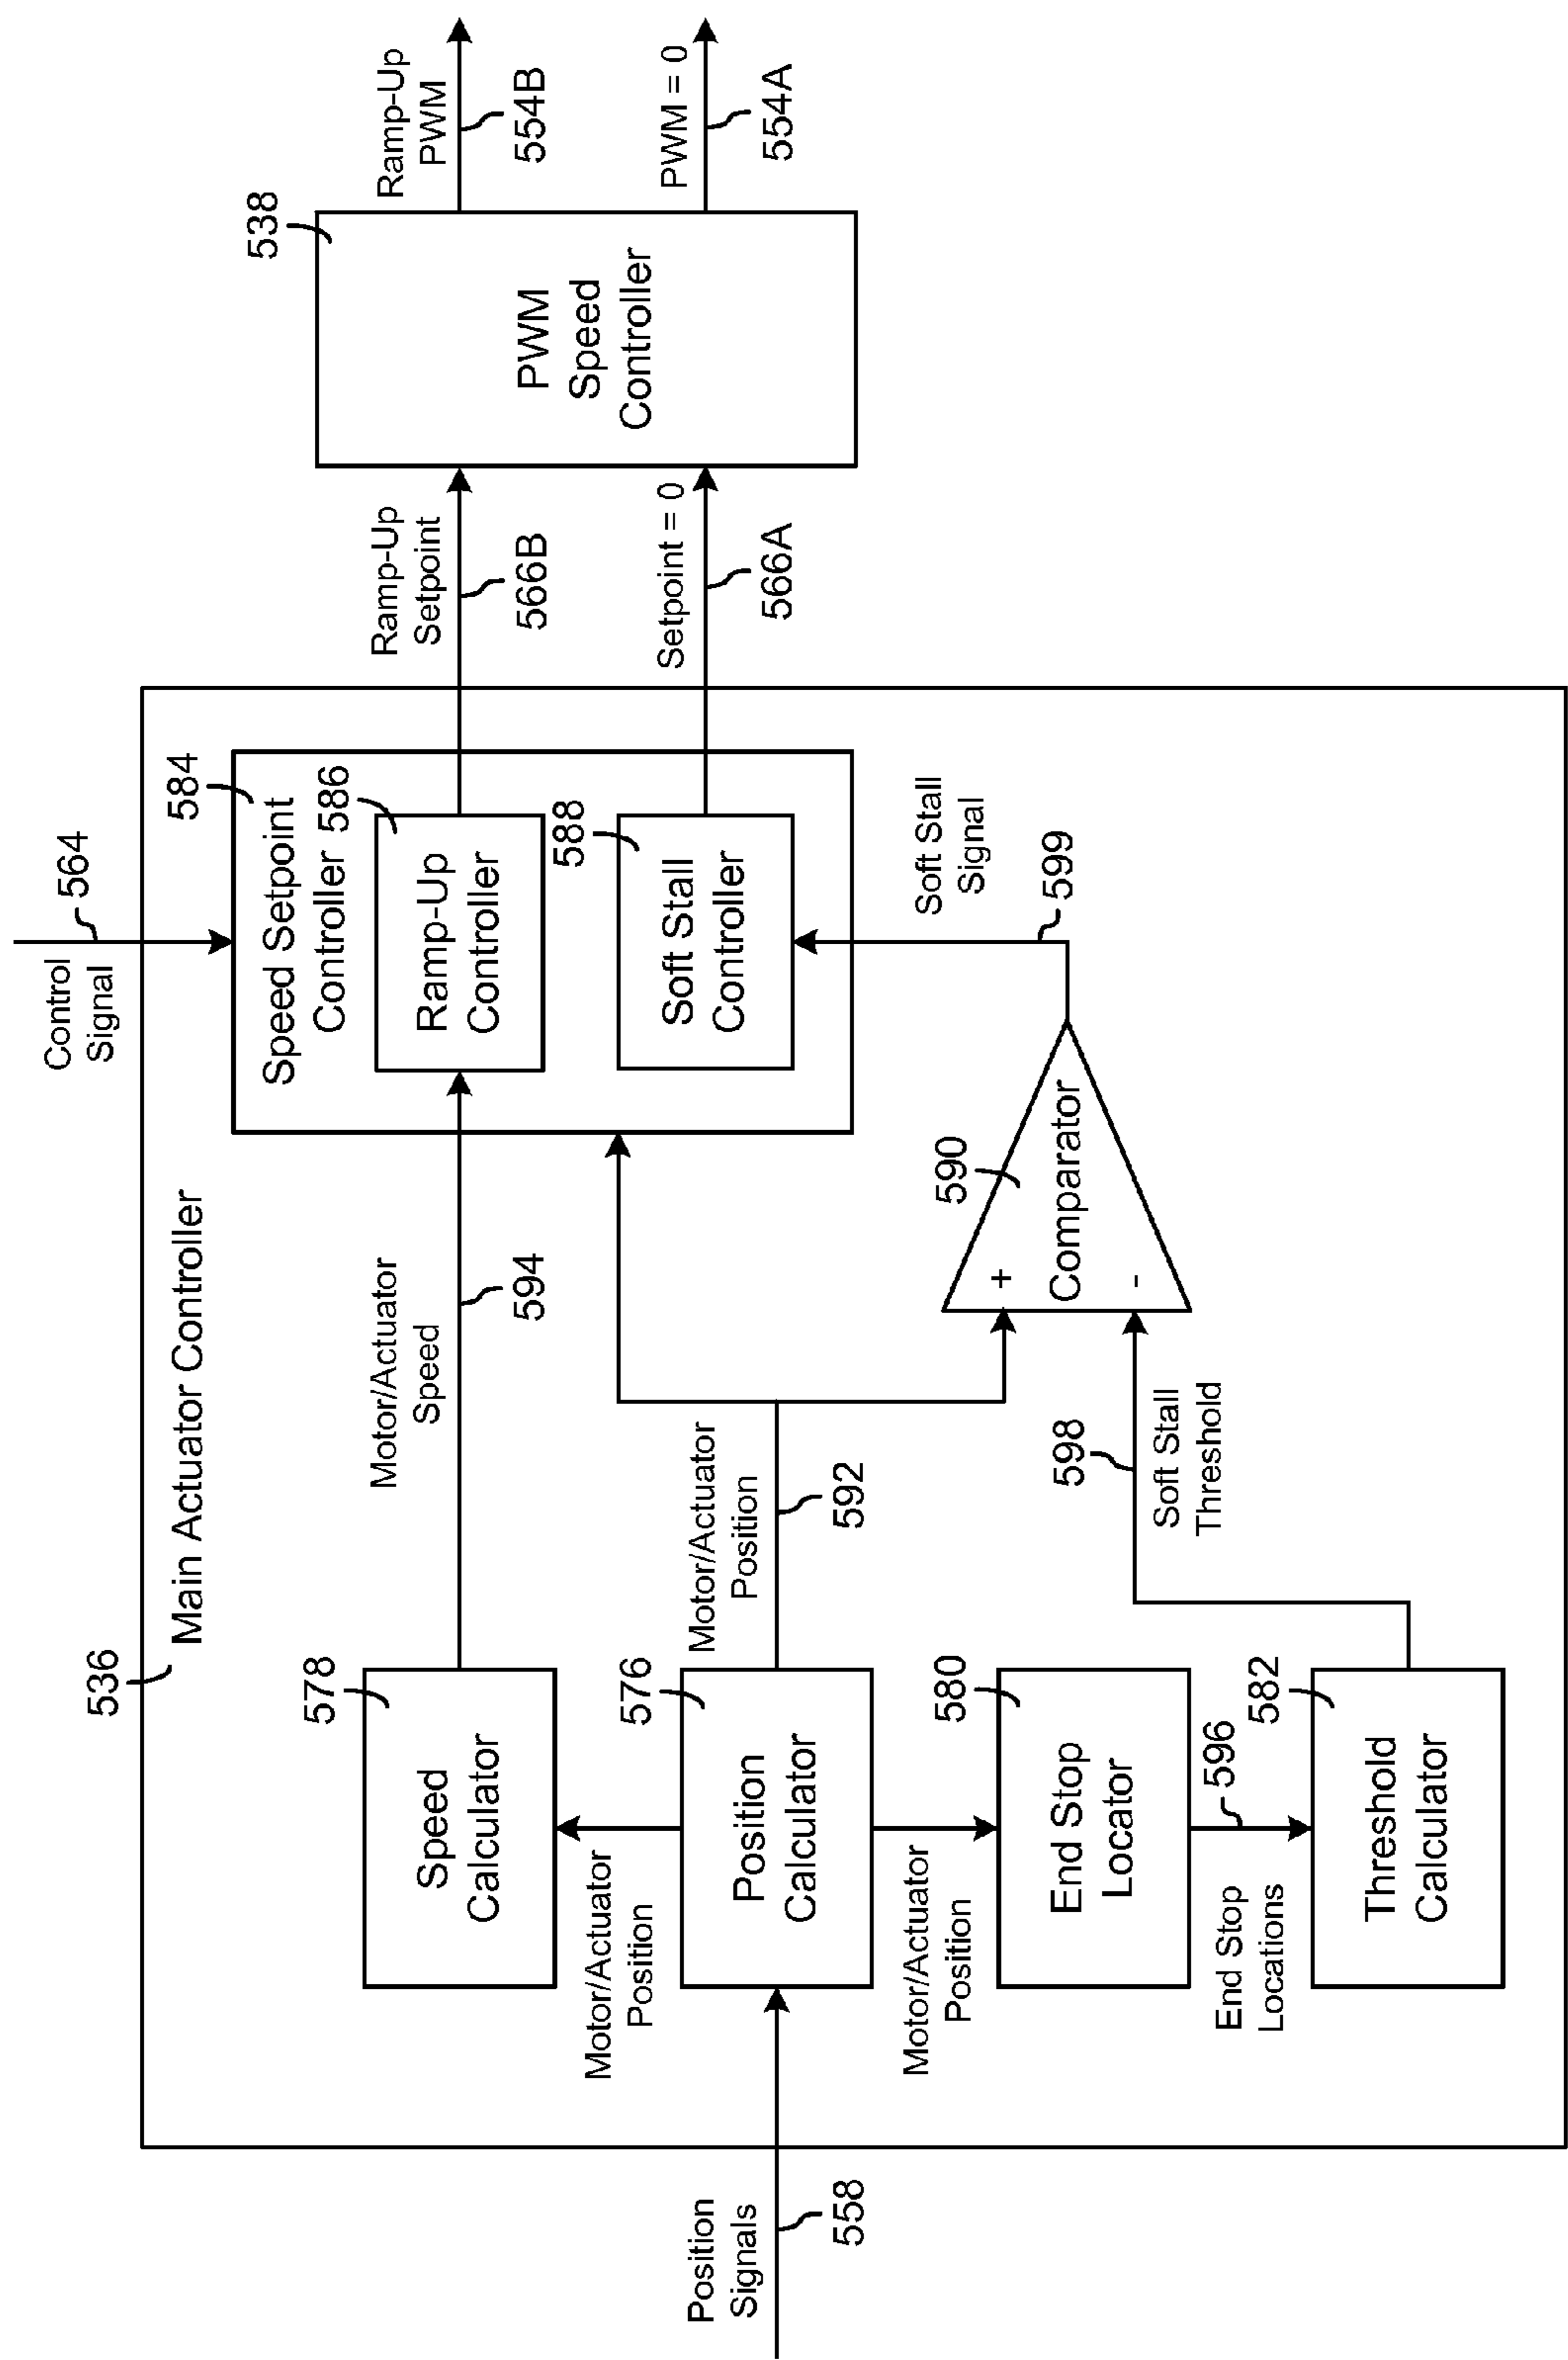 536
Main Actuator Controller
Control
Signal
564
Position
Signals
558
578
Speed
Calculator
Motor/Actuator
Position
576
Position
Calculator
Motor/Actuator
Position
580
End Stop
Locator
End Stop
Locations
596
582
Threshold
Calculator
Motor/Actuator
Speed
594
Motor/Actuator
Position
592
598
Soft Stall
Threshold
590
+
Comparator
-
Soft Stall
Signal
599
584
Speed Setpoint
Controller
586
Ramp-Up
Controller
588
Soft Stall
Controller
Ramp-Up
Setpoint
566B
Setpoint = 0
566A
538
PWM
Speed
Controller
Ramp-Up
PWM
554B
PWM = 0
554A